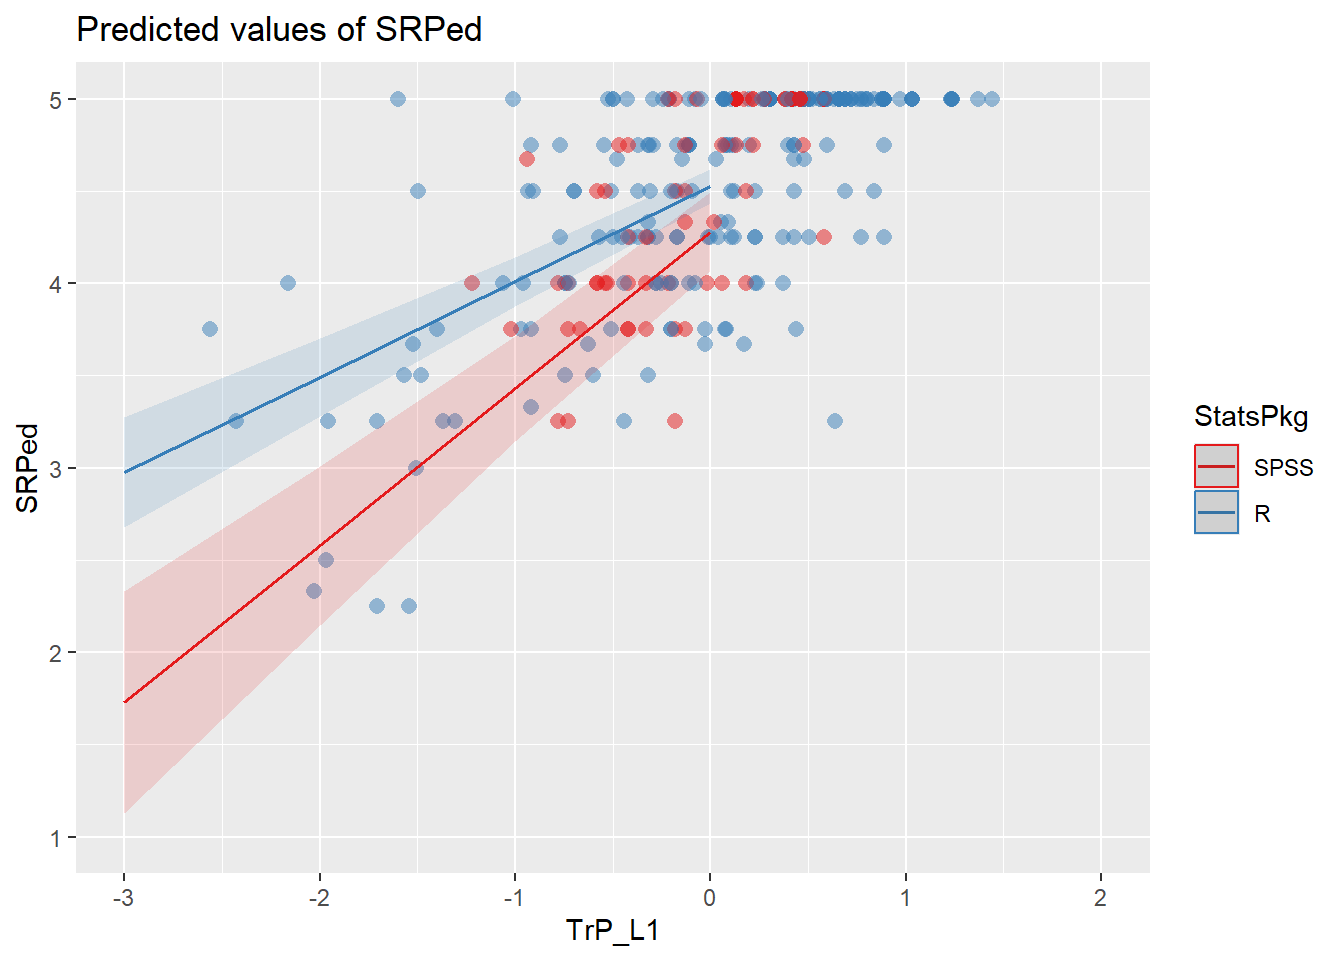 Predicted values of SRPed
5
4
3
2
1
SRPed
-3 -2 -1 0 1 2
TrP_L1
StatsPkg
SPSS
R